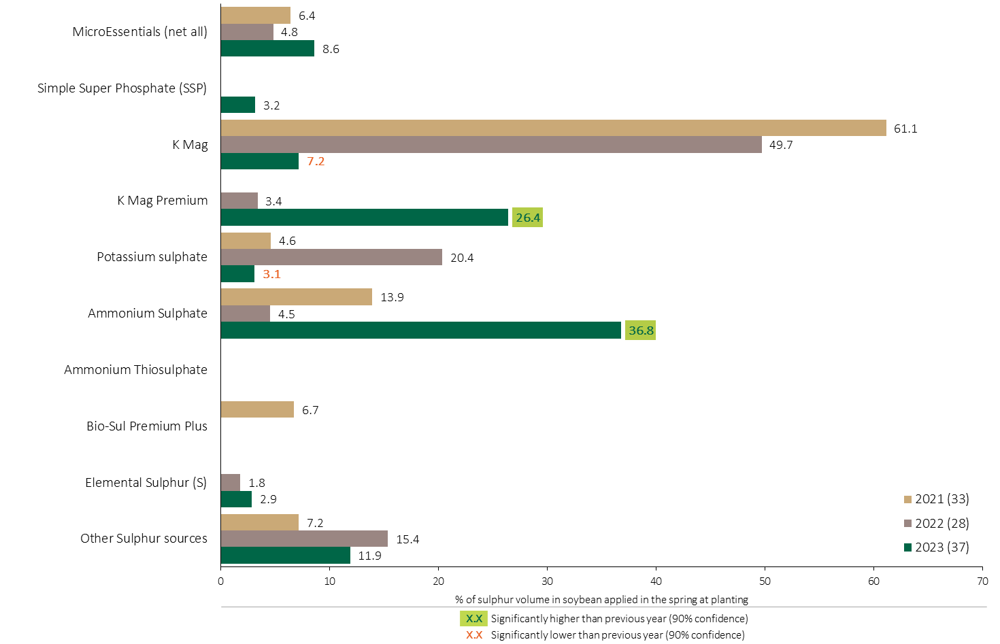 MicroEssentials (net all)
6.4
4.8
8.6
Simple Super Phosphate (SSP)
3.2
K Mag
61.1
49.7
7.2
K Mag Premium
3.4
26.4
Potassium sulphate
4.6
20.4
3.1
Ammonium Sulphate
13.9
4.5
36.8
Ammonium Thiosulphate
Bio-Sul Premium Plus
6.7
Elemental Sulphur (S)
1.8
2.9
Other Sulphur sources
7.2
15.4
11.9
2021 (33)
2022 (28)
2023 (37)
0 10 20 30 40 50 60 70
% of sulphur volume in soybean applied in the spring at planting
X.X Significantly higher than previous year (90% confidence)
X.X Significantly lower than previous year (90% confidence)